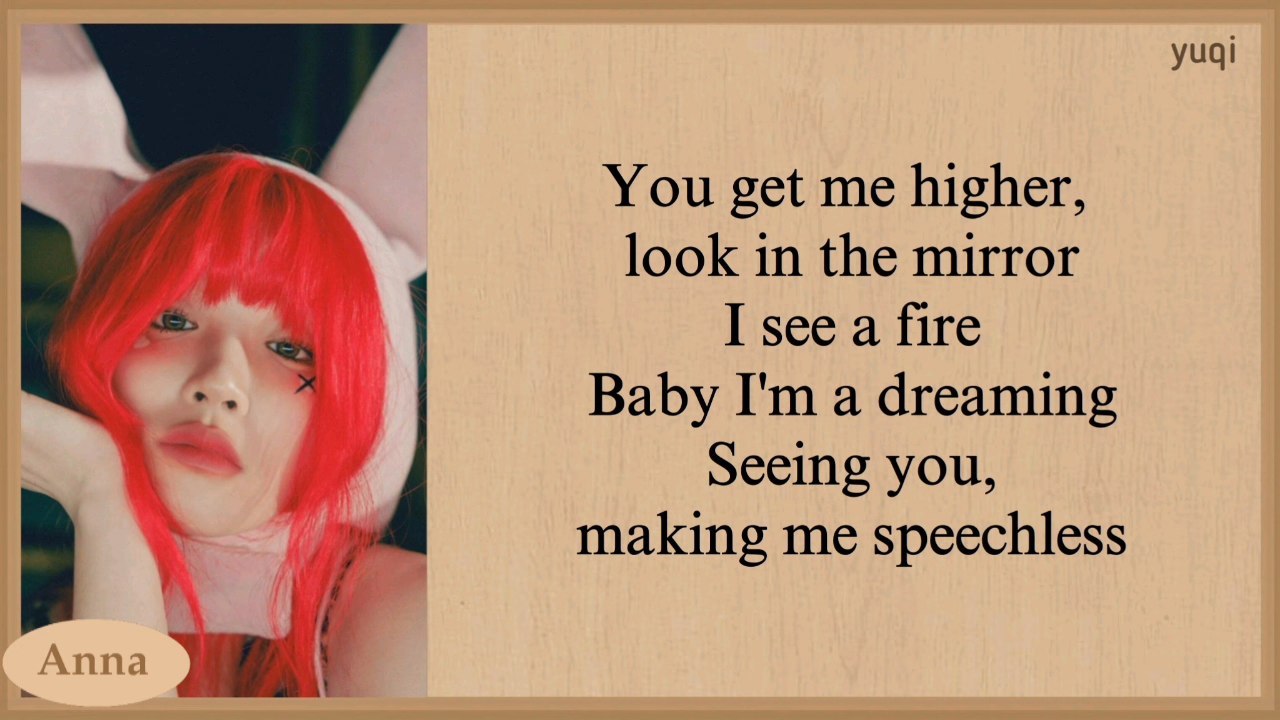 yuqi
You get me higher,
look in the mirror
I see a fire
Baby I'm a dreaming
Seeing you,
making me speechless
Anna